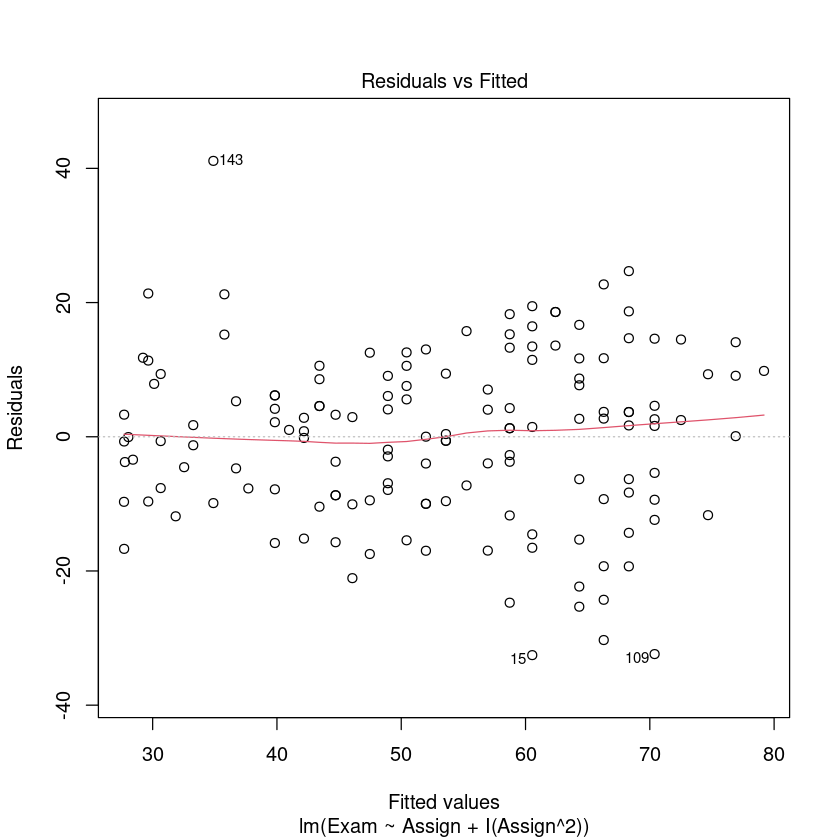 Residuals vs Fitted
40
20
0
-20
-40
Residuals
143
15
109
30 40 50 60 70 80
Fitted values
lm(Exam ~ Assign + I(Assign^2))